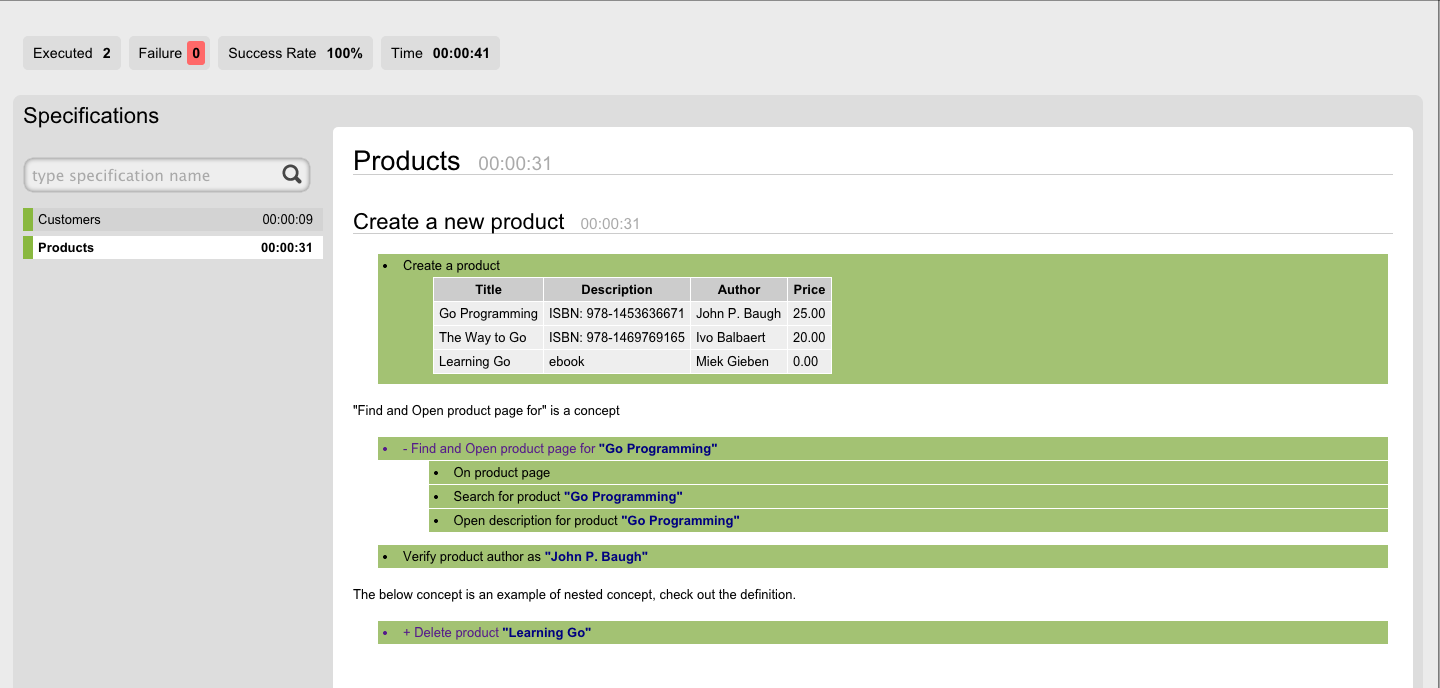 Executed 2 Failure 0 Success Rate 100% Time 00:00:41
Specifications
type specification name
Customers 00:00:09
Products 00:00:31
Products 00:00:31
Create a new product 00:00:31
• Create a product
Title Description Author Price
Go Programming ISBN: 978-1453636671 John P. Baugh 25.00
The Way to Go ISBN: 978-1469769165 Ivo Balbaert 20.00
Learning Go ebook Miek Gieben 0.00
"Find and Open product page for" is a concept
• - Find and Open product page for "Go Programming"
• On product page
• Search for product "Go Programming"
• Open description for product "Go Programming"
• Verify product author as "John P. Baugh"
The below concept is an example of nested concept, check out the definition.
• + Delete product "Learning Go"